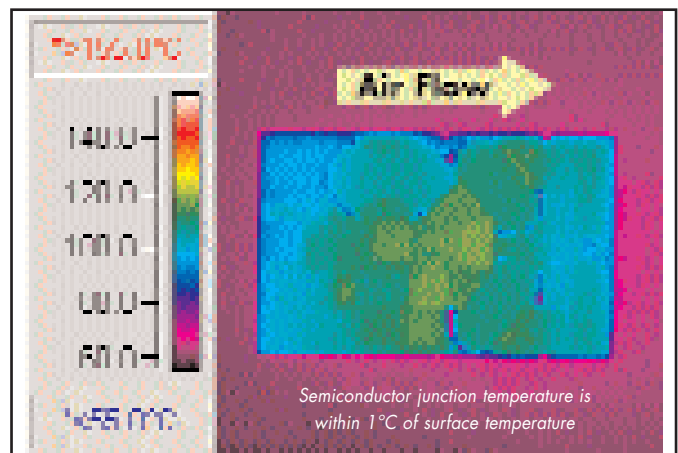 Air Flow
140.0
120.0
100.0
80.0
60.0
Semiconductor junction temperature is
within 1°C of surface temperature